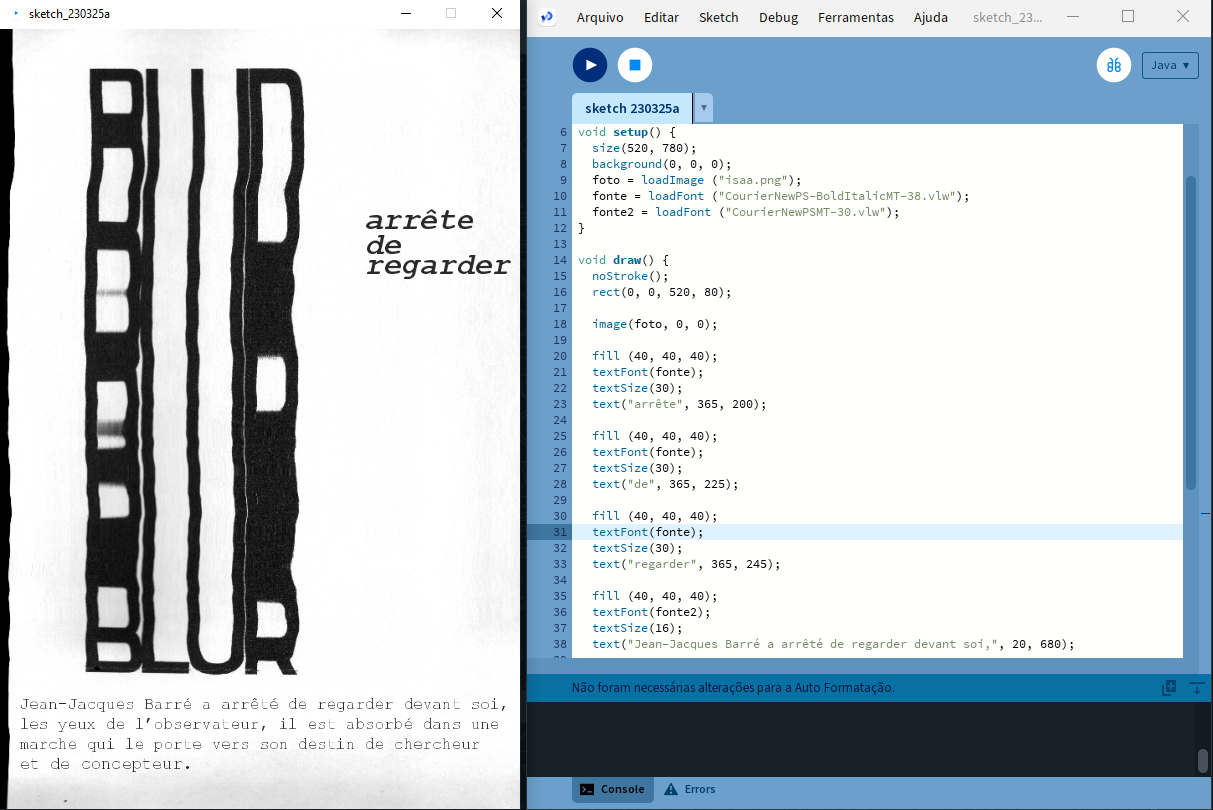 sketch_230325a
BLUR
arrête
de
regarder
Jean-Jacques Barré a arrêté de regarder devant soi,
les yeux de l’observateur, il est absorbé dans une
marche qui le porte vers son destin de chercheur
et de concepteur.
Arquivo Editar Sketch Debug Ferramentas Ajuda sketch_23...
Java ▾
sketch 230325a ▾
6 void setup() {
7 size(520, 780);
8 background(0, 0, 0);
9 foto = loadImage ("isaa.png");
10 fonte = loadFont ("CourierNewPS-BoldItalicMT-38.vlw");
11 fonte2 = loadFont ("CourierNewPSMT-30.vlw");
12 }
13
14 void draw() {
15 noStroke();
16 rect(0, 0, 520, 80);
17
18 image(foto, 0, 0);
19
20 fill (40, 40, 40);
21 textFont(fonte);
22 textSize(30);
23 text("arrête", 365, 200);
24
25 fill (40, 40, 40);
26 textFont(fonte);
27 textSize(30);
28 text("de", 365, 225);
29
30 fill (40, 40, 40);
31 textFont(fonte);
32 textSize(30);
33 text("regarder", 365, 245);
34
35 fill (40, 40, 40);
36 textFont(fonte2);
37 textSize(16);
38 text("Jean-Jacques Barré a arrêté de regarder devant soi,", 20, 680);
Não foram necessárias alterações para a Auto Formatação.
Console Errors